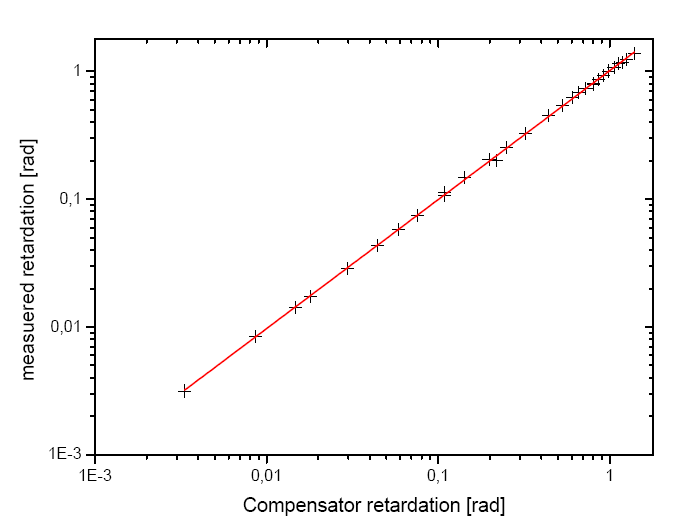 1
0,1
0,01
1E-3
measuered retardation [rad]
1E-3 0,01 0,1 1
Compensator retardation [rad]